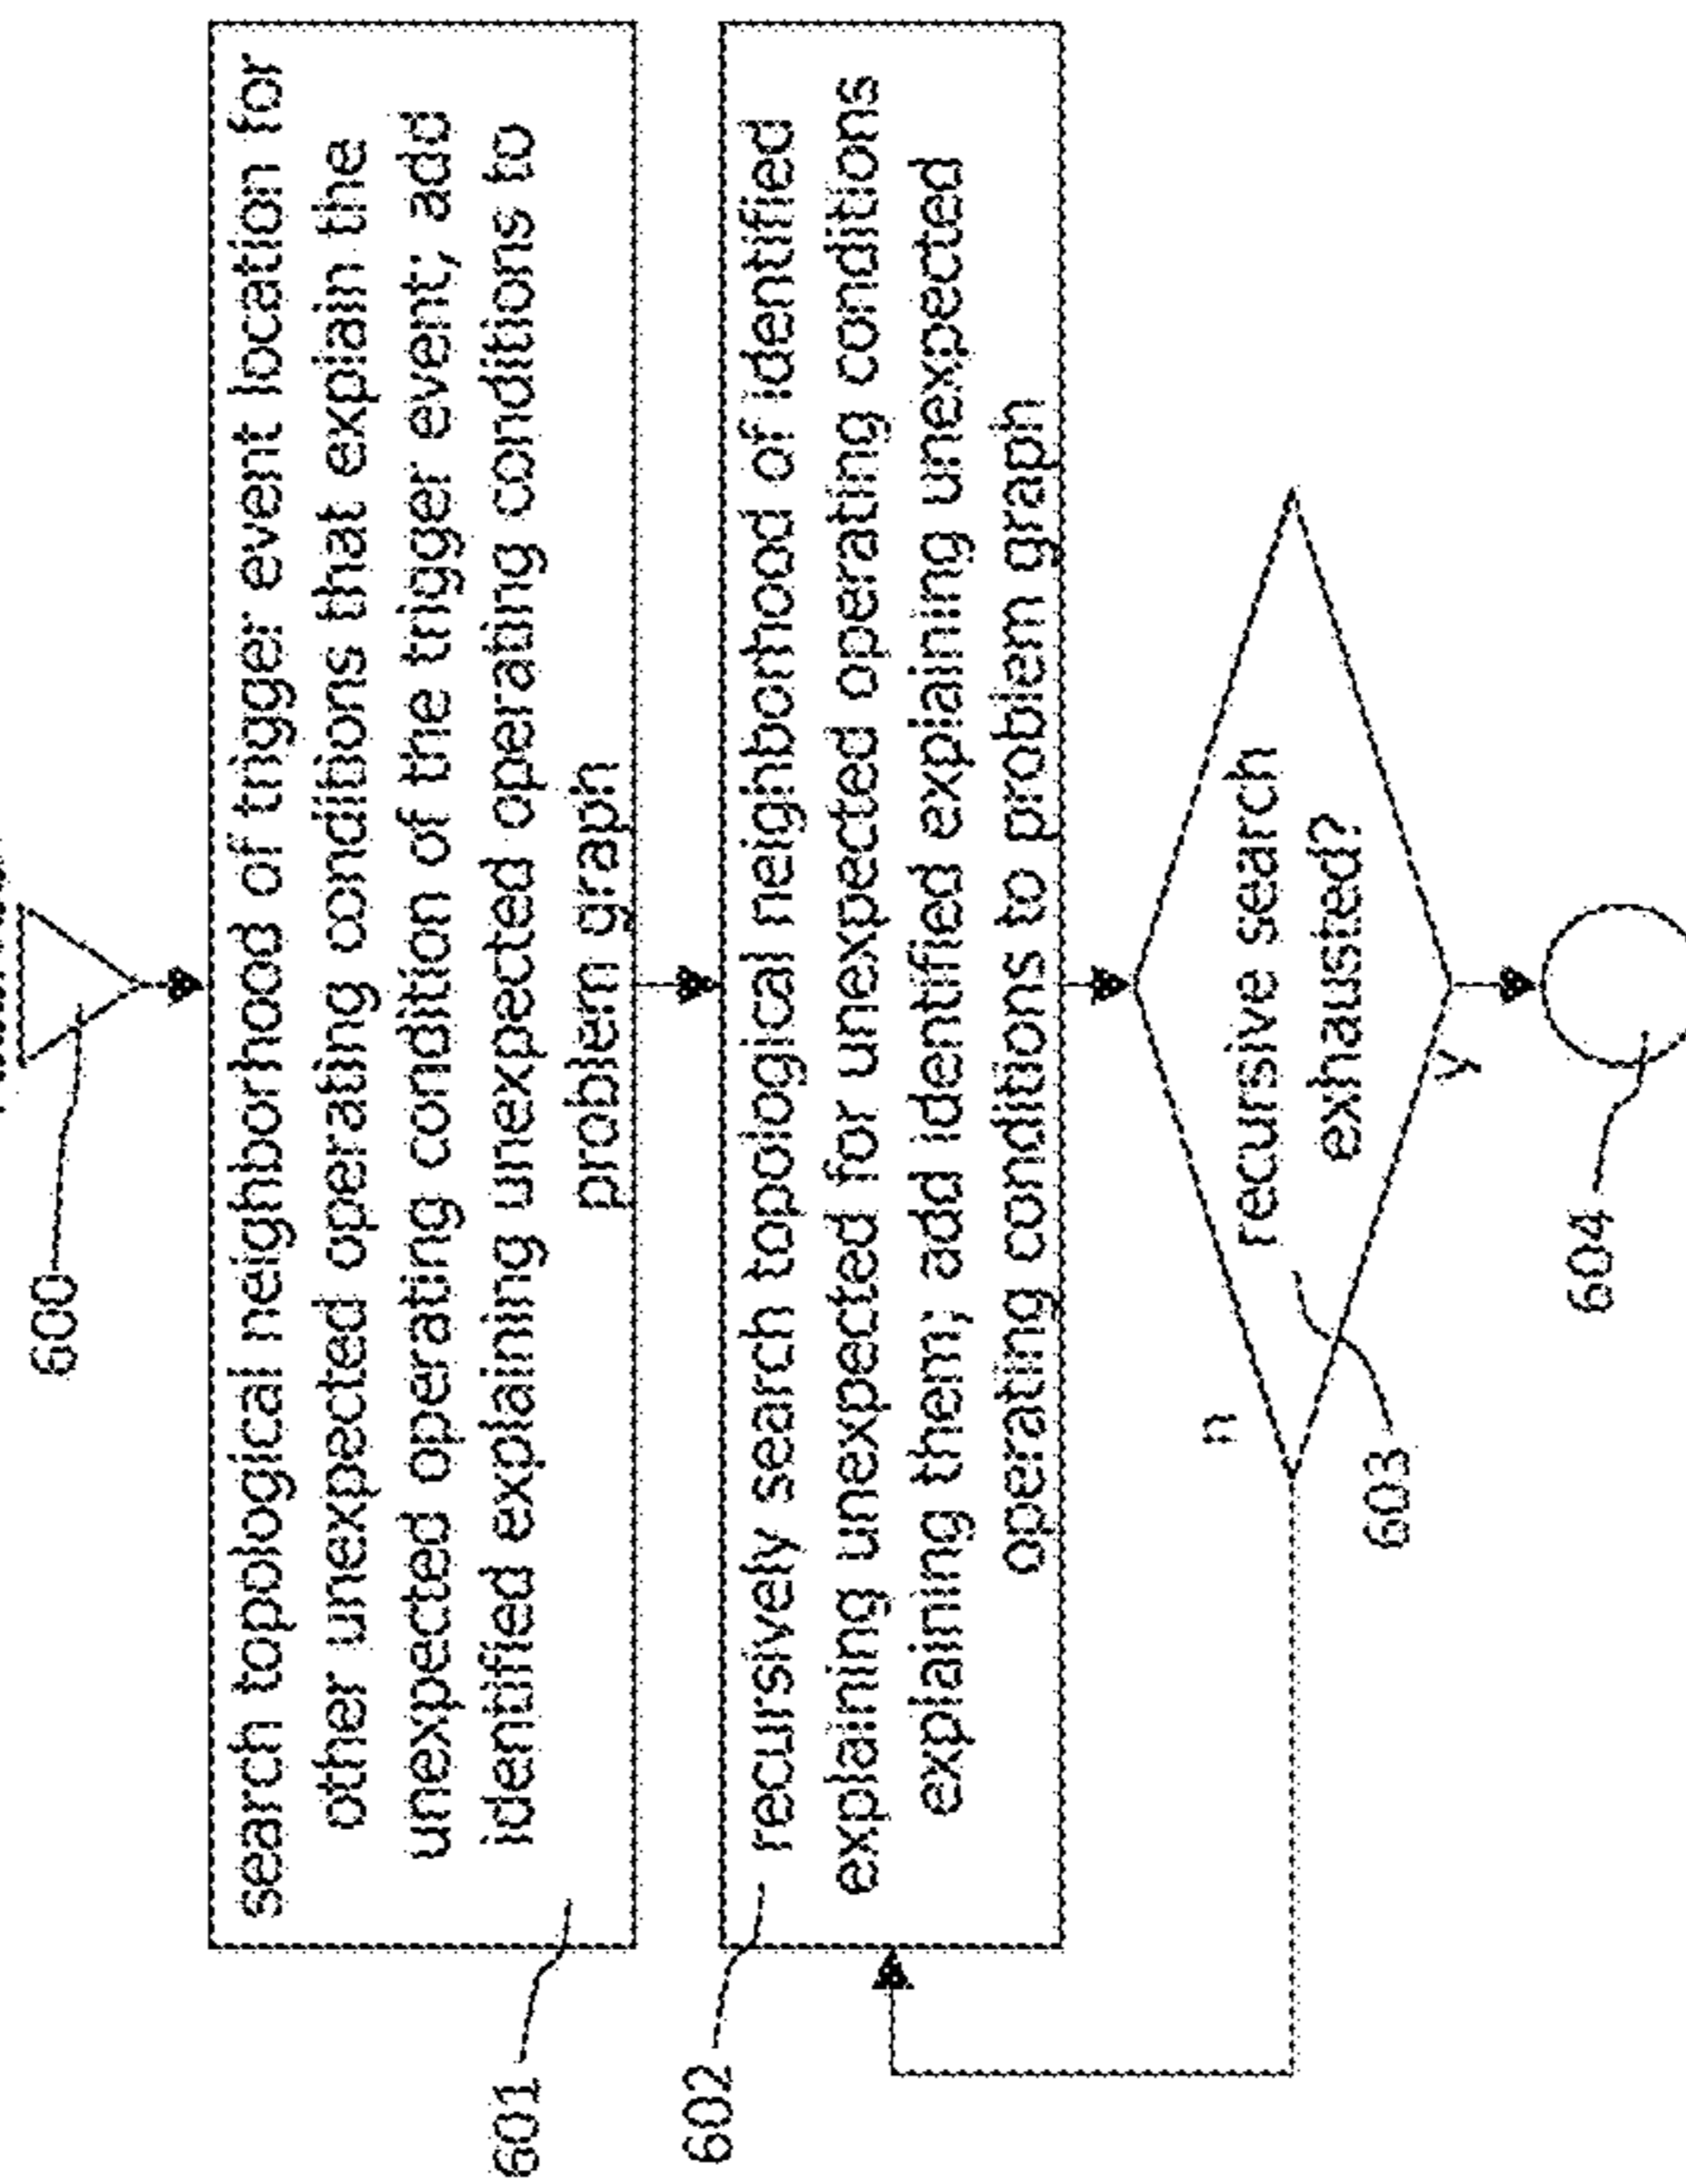 600
search topological neighborhood of trigger event location for
other unexpected operating conditions that explain the
unexpected operating condition of the trigger event; add
identified explaining unexpected operating conditions to
problem graph
601
602
recursively search topological neighborhood of identified
explaining unexpected for unexpected operating conditions
explaining them; add identified explaining unexpected
operating conditions to problem graph
n
recursive search
exhausted?
603
y
604